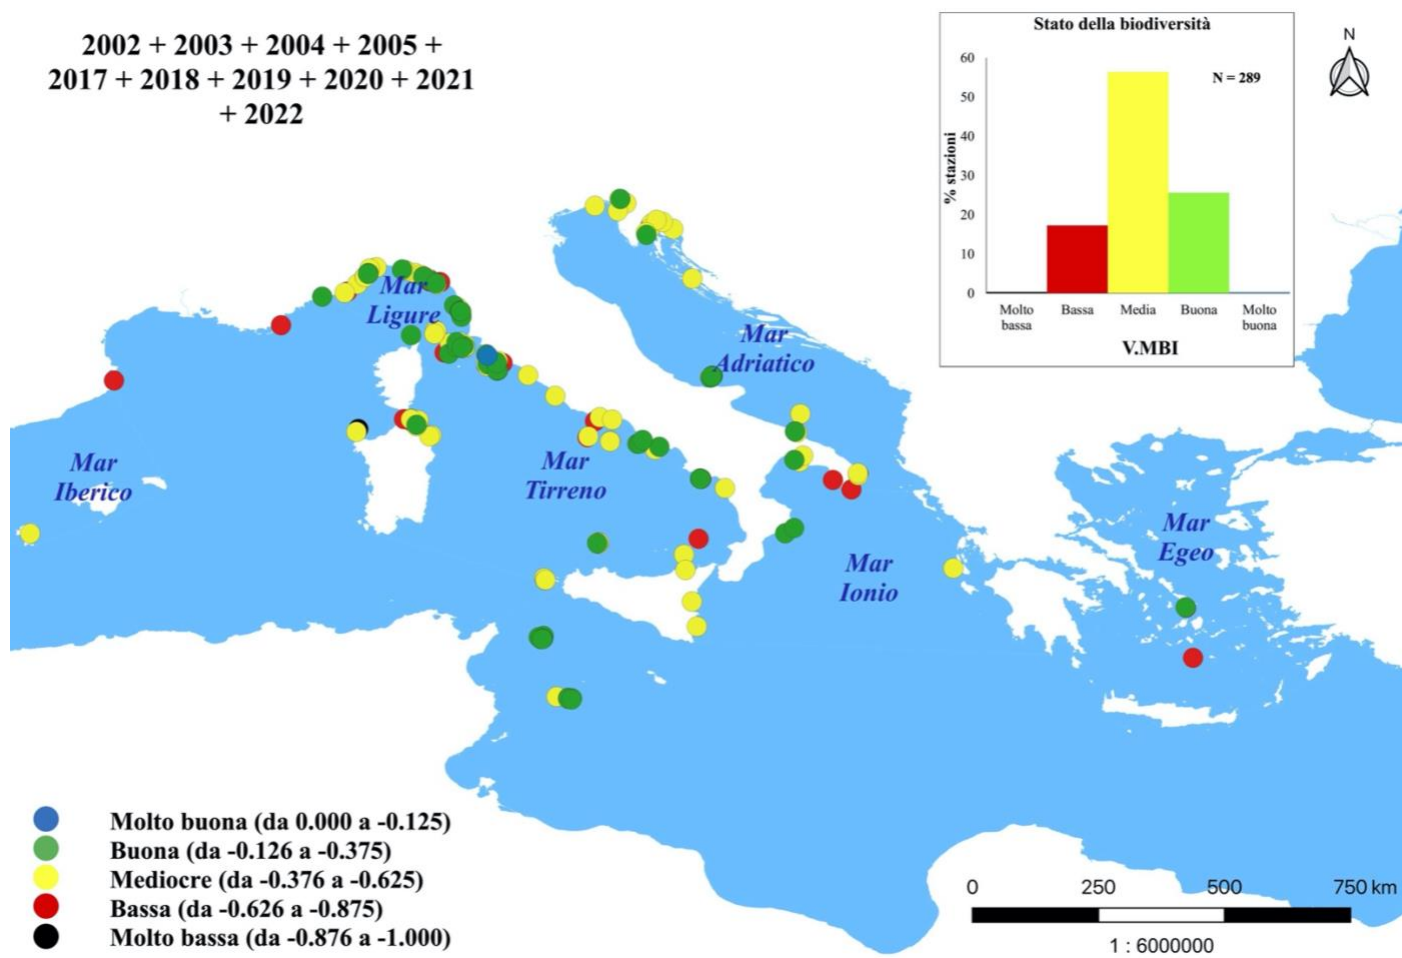 2002 + 2003 + 2004 + 2005 +
2017 + 2018 + 2019 + 2020 + 2021
+ 2022
Stato della biodiversità
60
50
40
30
20
10
0
% stazioni
N = 289
Molto
bassa
Bassa
Media
Buona
Molto
buona
V.MBI
N
Mar
Ligure
Mar
Adriatico
Mar
Iberico
Mar
Tirreno
Mar
Ionio
Mar
Egeo
Molto buona (da 0.000 a -0.125)
Buona (da -0.126 a -0.375)
Mediocre (da -0.376 a -0.625)
Bassa (da -0.626 a -0.875)
Molto bassa (da -0.876 a -1.000)
0 250 500 750 km
1 : 6000000